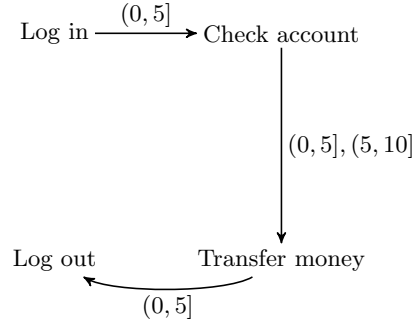 (0, 5]
Log in
Check account
(0, 5], (5, 10]
Log out
Transfer money
(0, 5]